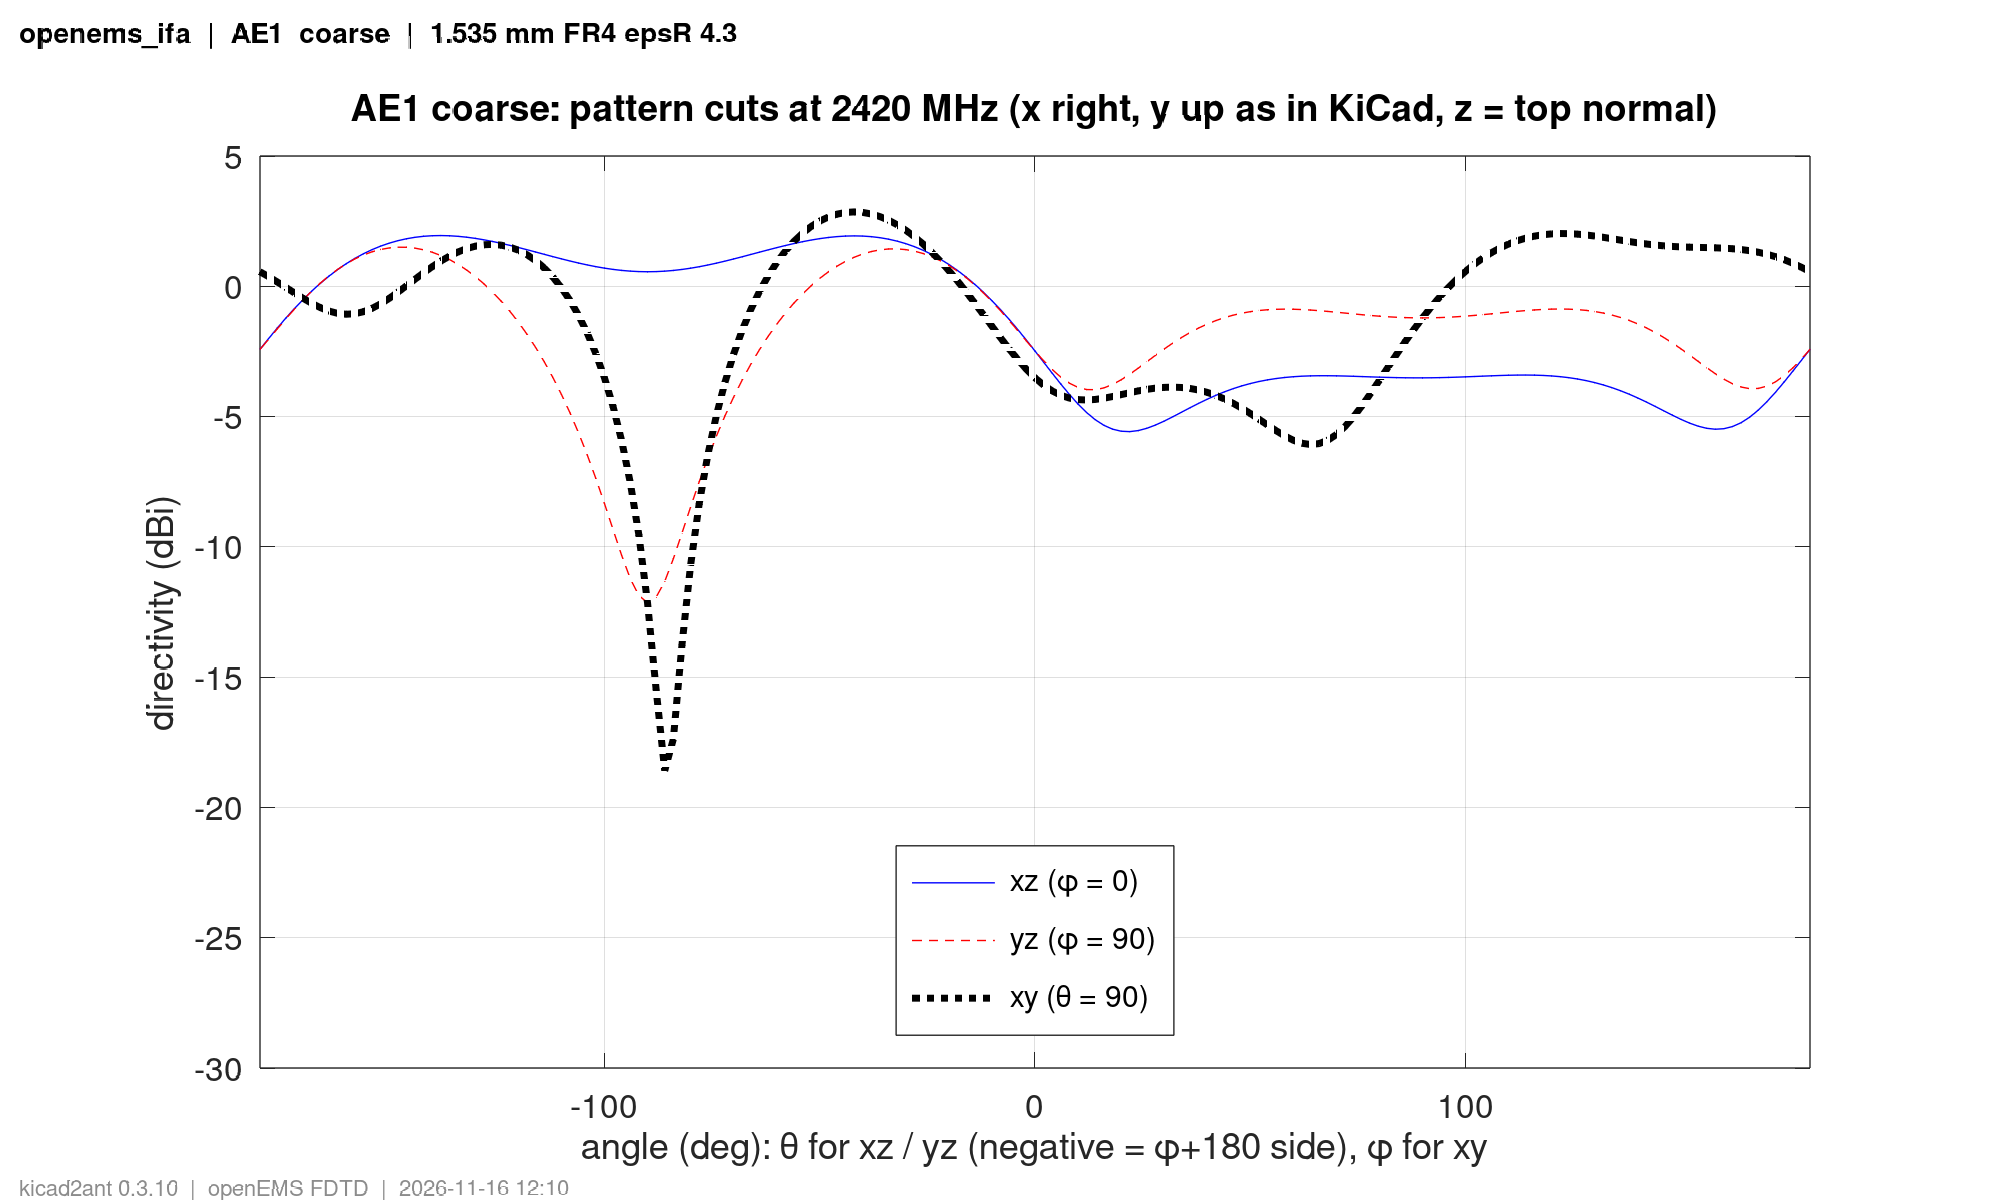 openems_ifa | AE1 coarse | 1.535 mm FR4 epsR 4.3
AE1 coarse: pattern cuts at 2420 MHz (x right, y up as in KiCad, z = top normal)
5
0
-5
-10
-15
-20
-25
-30
directivity (dBi)
xz (φ = 0)
yz (φ = 90)
xy (θ = 90)
-100 0 100
angle (deg): θ for xz / yz (negative = φ+180 side), φ for xy
kicad2ant 0.3.10 | openEMS FDTD | 2026-11-16 12:10